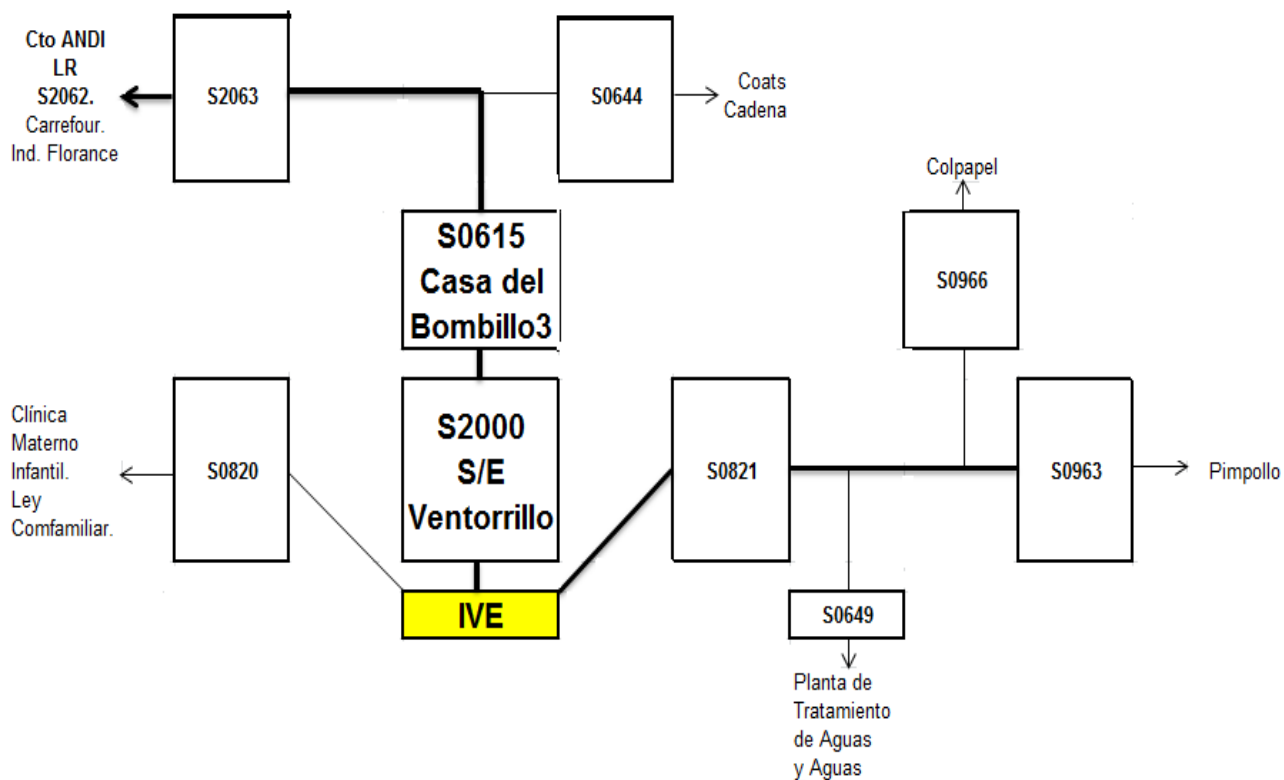 Cto ANDI
LR
S2062.
Carrefour.
Ind. Florance
S2063
S0644
Coats
Cadena
Colpapel
S0615
Casa del
Bombillo3
S0966
Clínica
Materno
Infantil.
Ley
Comfamiliar.
S0820
S2000
S/E
Ventorrillo
S0821
S0963
Pimpollo
IVE
S0649
Planta de
Tratamiento
de Aguas
y Aguas